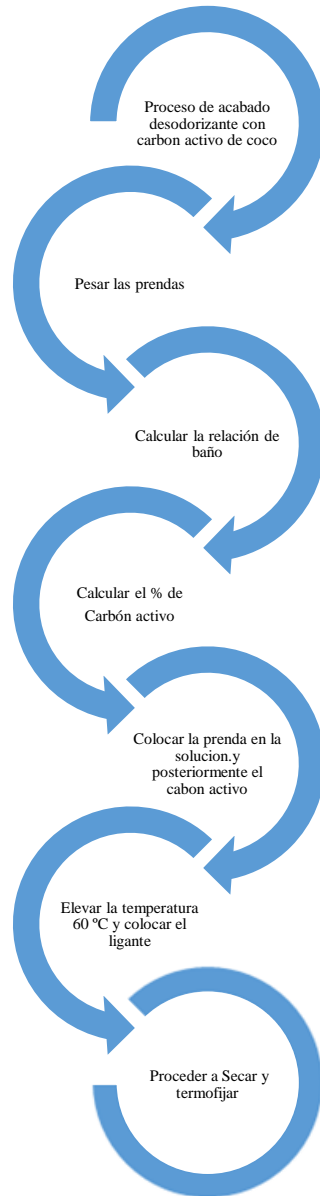 Proceso de acabado
desodorizante con
carbon activo de coco
Pesar las prendas
Calcular la relación de
baño
Calcular el % de
Carbón activo
Colocar la prenda en la
solucion.y
posteriormente el
cabon activo
Elevar la temperatura
60 ºC y colocar el
ligante
Proceder a Secar y
termofijar